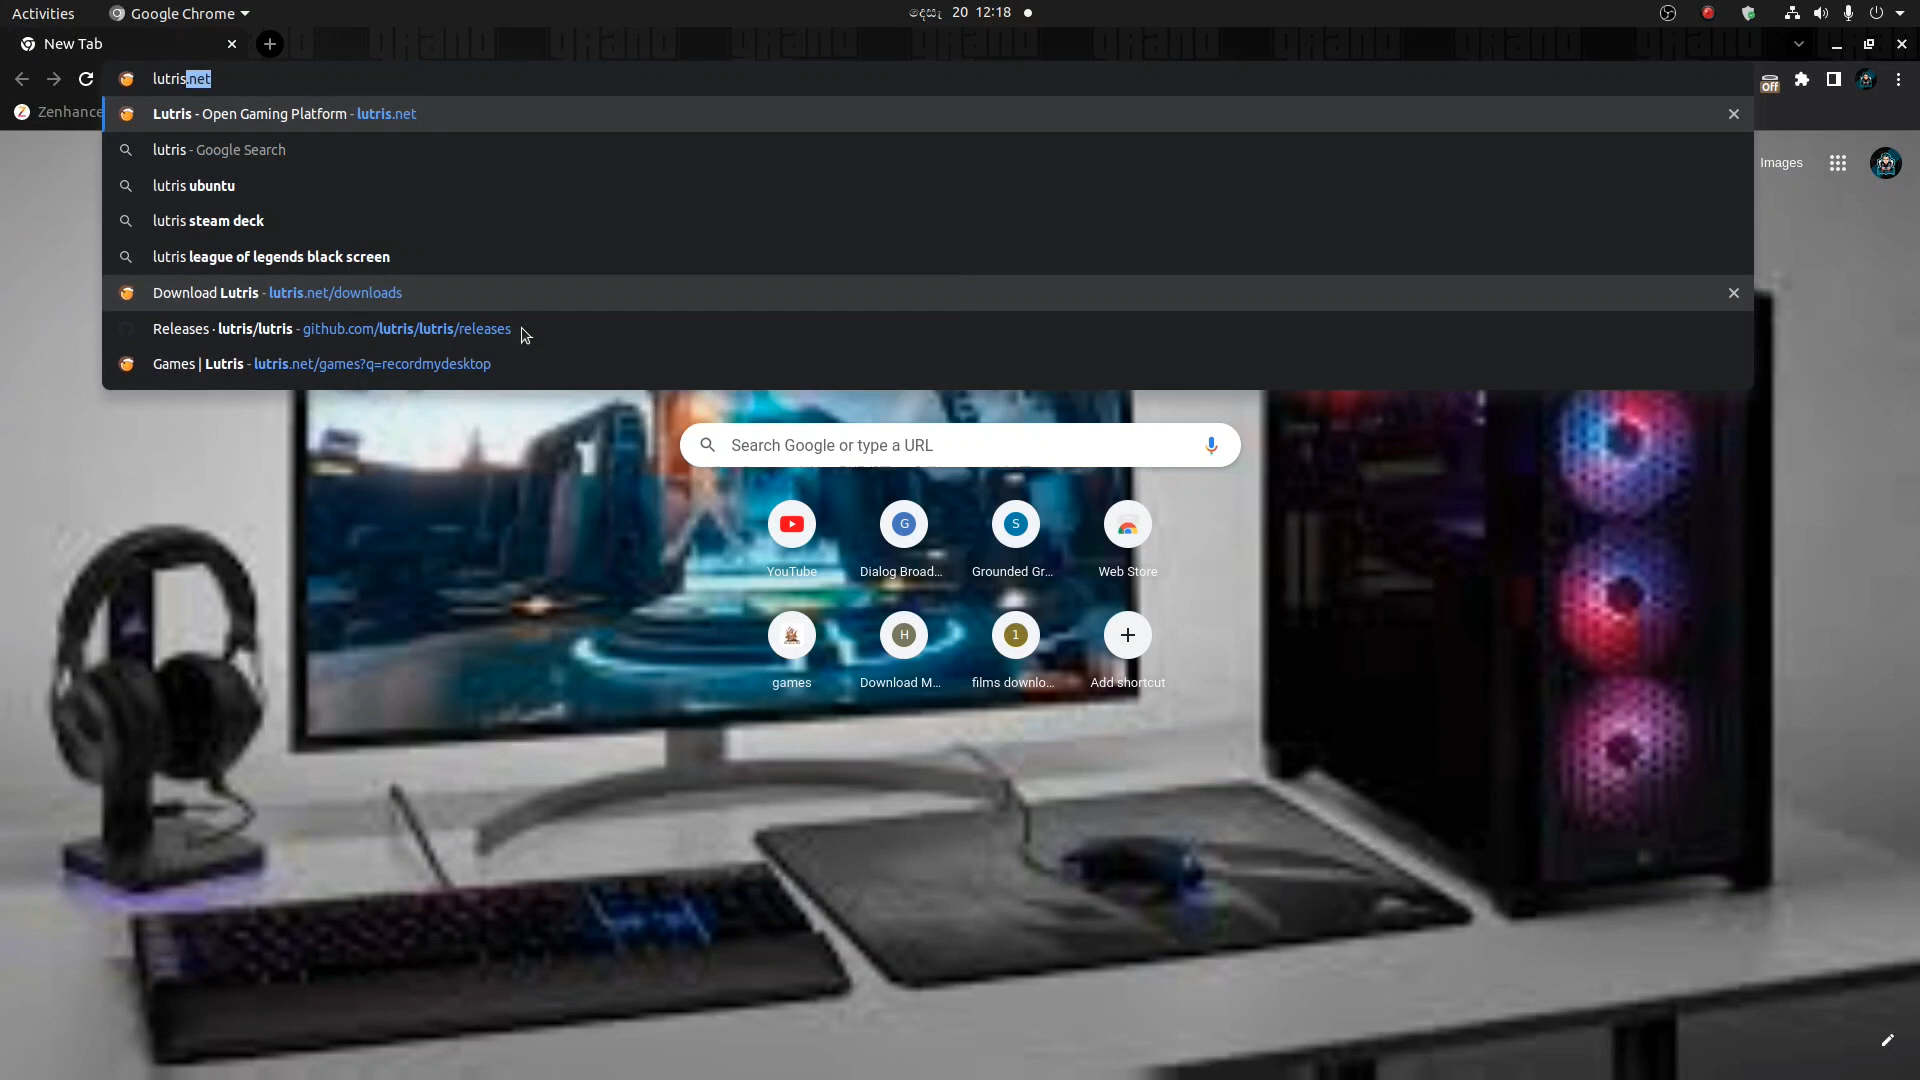 Activities
Google Chrome
දෙසැ 20 12:18
New Tab
lutris.net
Off
Zenhance
Lutris - Open Gaming Platform - lutris.net
lutris - Google Search
lutris ubuntu
lutris steam deck
lutris league of legends black screen
Download Lutris - lutris.net/downloads
Releases · lutris/lutris - github.com/lutris/lutris/releases
Games | Lutris - lutris.net/games?q=recordmydesktop
Images
Search Google or type a URL
G S
YouTube Dialog Broad... Grounded Gr... Web Store
H 1
games Download M... films downlo... Add shortcut